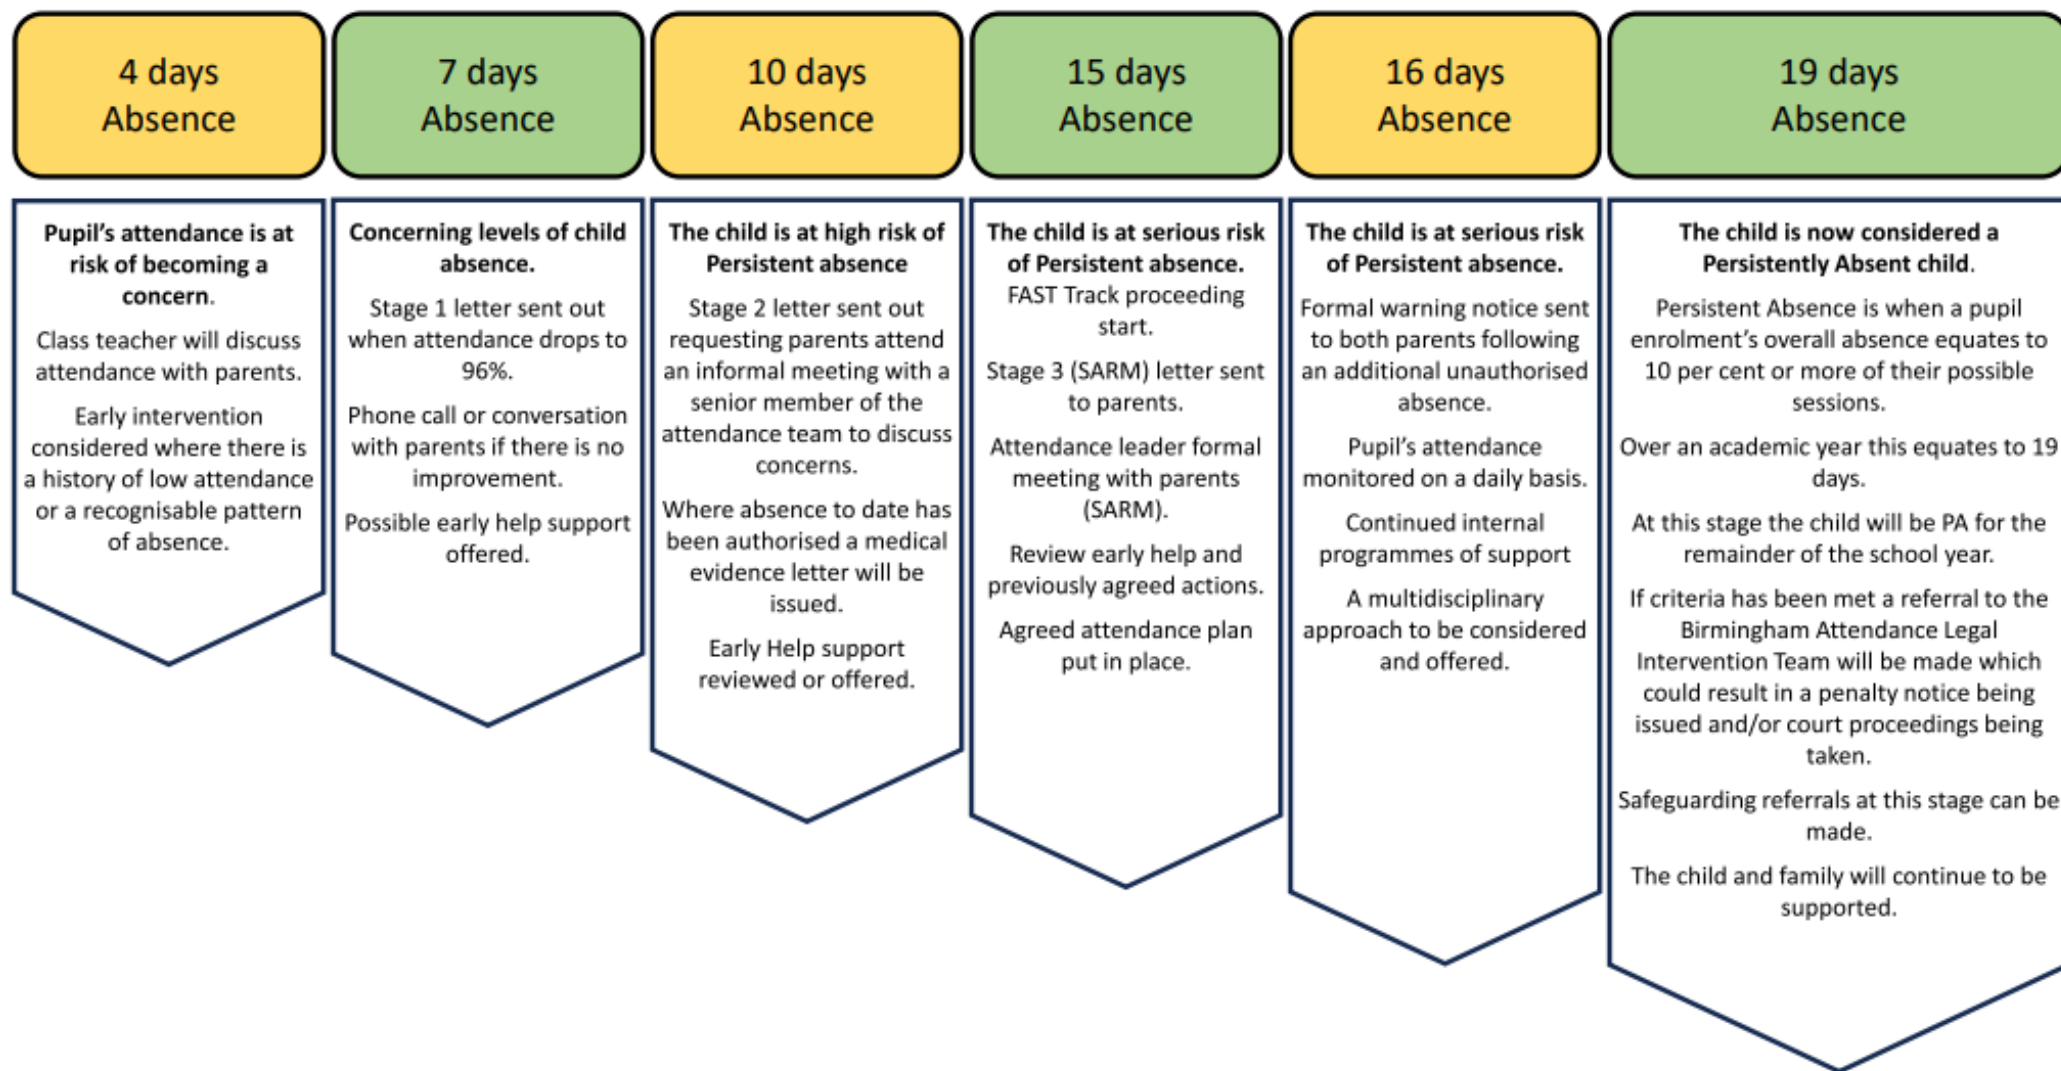 4 days
Absence
Pupil's attendance is at
risk of becoming a
concern.
Class teacher will discuss
attendance with parents.
Early intervention
considered where there is
a history of low attendance
or a recognisable pattern
of absence.
7 days
Absence
Concerning levels of child
absence.
Stage 1 letter sent out
when attendance drops to
96%.
Phone call or conversation
with parents if there is no
improvement.
Possible early help support
offered.
10 days
Absence
The child is at high risk of
Persistent absence
Stage 2 letter sent out
requesting parents attend
an informal meeting with a
senior member of the
attendance team to discuss
concerns.
Where absence to date has
been authorised a medical
evidence letter will be
issued.
Early Help support
reviewed or offered.
15 days
Absence
The child is at serious risk
of Persistent absence.
FAST Track proceeding
start.
Stage 3 (SARM) letter sent
to parents.
Attendance leader formal
meeting with parents
(SARM).
Review early help and
previously agreed actions.
Agreed attendance plan
put in place.
16 days
Absence
The child is at serious risk
of Persistent absence.
Formal warning notice sent
to both parents following
an additional unauthorised
absence.
Pupil's attendance
monitored on a daily basis.
Continued internal
programmes of support
A multidisciplinary
approach to be considered
and offered.
19 days
Absence
The child is now considered a
Persistently Absent child.
Persistent Absence is when a pupil
enrolment's overall absence equates to
10 per cent or more of their possible
sessions.
Over an academic year this equates to 19
days.
At this stage the child will be PA for the
remainder of the school year.
If criteria has been met a referral to the
Birmingham Attendance Legal
Intervention Team will be made which
could result in a penalty notice being
issued and/or court proceedings being
taken.
Safeguarding referrals at this stage can be
made.
The child and family will continue to be
supported.